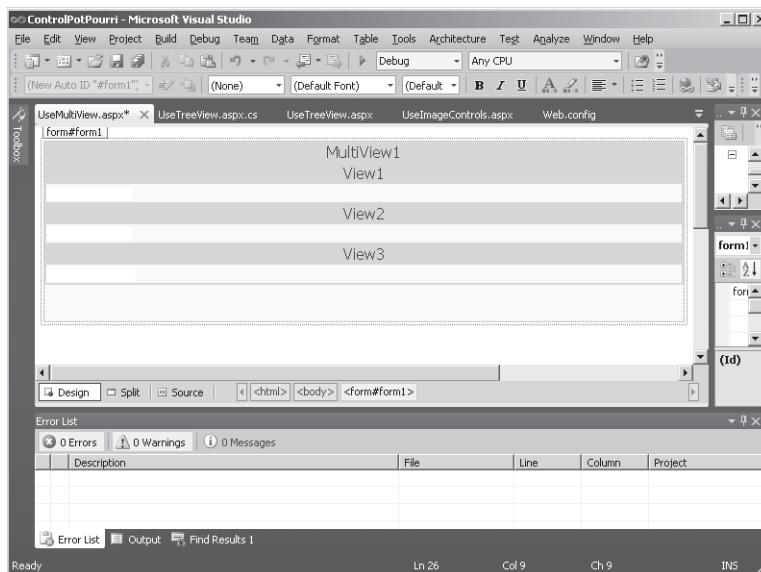 ControlPotPourri - Microsoft Visual Studio
File Edit View Project Build Debug Team Data Format Table Tools Architecture Test Analyze Window Help
Debug Any CPU
(New Auto ID "#form1"; (None) (Default Font) (Default B I U A
Toolbox
UseMultiView.aspx* UseTreeView.aspx.cs UseTreeView.aspx UseImageControls.aspx Web.config
form#form1
MultiView1
View1
View2
View3
form1
(Id)
Design Split Source <html> <body> <form#form1>
Error List
0 Errors 0 Warnings 0 Messages
Description File Line Column Project
Error List Output Find Results 1
Ready Ln 26 Col 9 Ch 9 INS